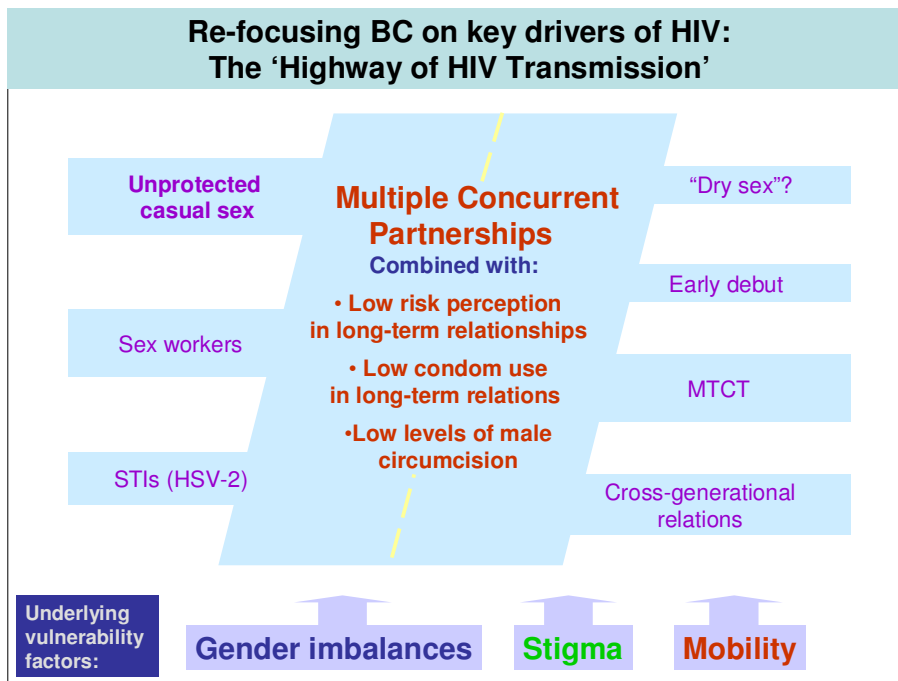 Re-focusing BC on key drivers of HIV:
The ‘Highway of HIV Transmission’
Unprotected
casual sex
Sex workers
STIs (HSV-2)
Multiple Concurrent
Partnerships
Combined with:
• Low risk perception
in long-term relationships
• Low condom use
in long-term relations
•Low levels of male
circumcision
“Dry sex”?
Early debut
MTCT
Cross-generational
relations
Underlying
vulnerability
factors:
Gender imbalances
Stigma
Mobility